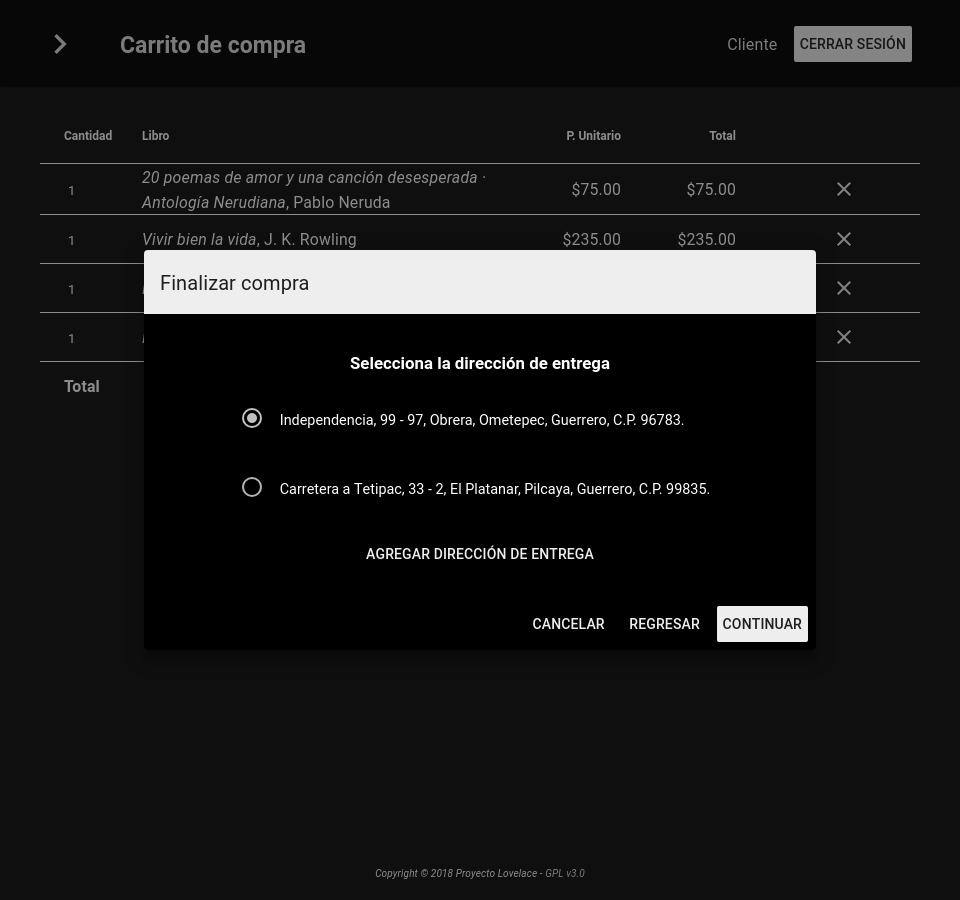 Carrito de compra
Cliente
CERRAR SESIÓN
Cantidad Libro P. Unitario Total
1 20 poemas de amor y una canción desesperada · $75.00 $75.00
Antología Nerudiana, Pablo Neruda
1 Vivir bien la vida, J. K. Rowling $235.00 $235.00
Finalizar compra
1
1
Selecciona la dirección de entrega
Total
Independencia, 99 - 97, Obrera, Ometepec, Guerrero, C.P. 96783.
Carretera a Tetipac, 33 - 2, El Platanar, Pilcaya, Guerrero, C.P. 99835.
AGREGAR DIRECCIÓN DE ENTREGA
CANCELAR REGRESAR CONTINUAR
Copyright © 2018 Proyecto Lovelace - GPL v3.0